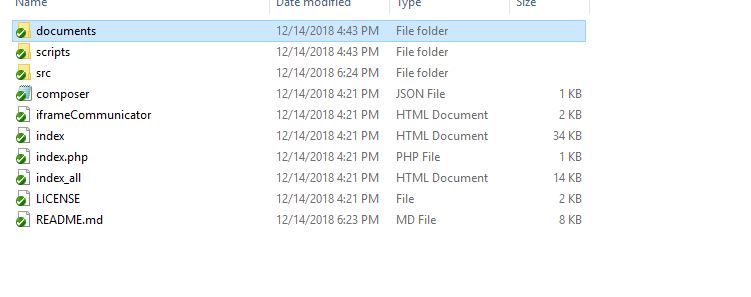 Name Date modified Type Size
documents 12/14/2018 4:43 PM File folder
scripts 12/14/2018 4:43 PM File folder
src 12/14/2018 6:24 PM File folder
composer 12/14/2018 4:21 PM JSON File 1 KB
iframeCommunicator 12/14/2018 4:21 PM HTML Document 2 KB
index 12/14/2018 4:21 PM HTML Document 34 KB
index.php 12/14/2018 4:21 PM PHP File 1 KB
index_all 12/14/2018 4:21 PM HTML Document 14 KB
LICENSE 12/14/2018 4:21 PM File 2 KB
README.md 12/14/2018 6:23 PM MD File 8 KB